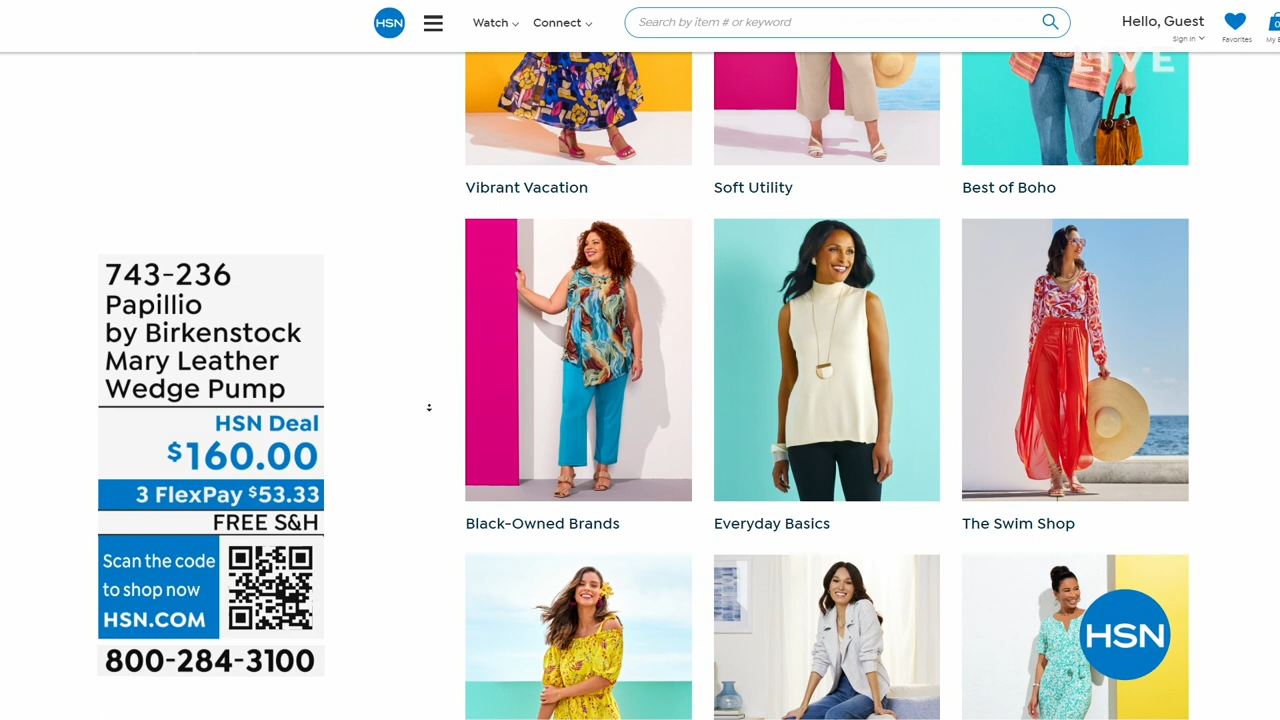 HSN
Watch
Connect
Search by item # or keyword
Hello, Guest
Sign In
Favorites
0
My
LIVE
Vibrant Vacation
Soft Utility
Best of Boho
743-236
Papillio
by Birkenstock
Mary Leather
Wedge Pump
HSN Deal
$160.00
3 FlexPay $53.33
FREE S&H
Scan the code
to shop now
HSN.COM
800-284-3100
Black-Owned Brands
Everyday Basics
The Swim Shop
HSN